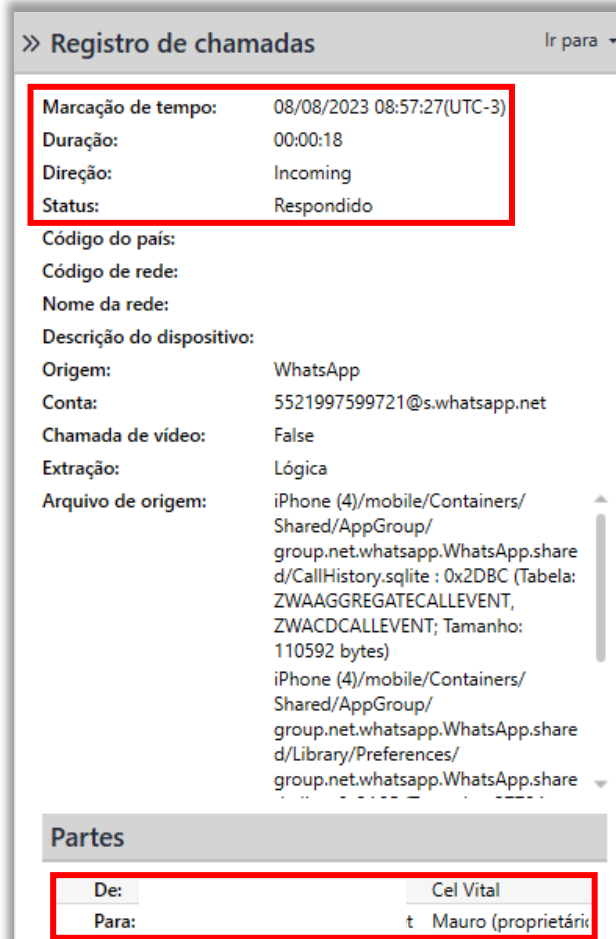 » Registro de chamadas Ir para
Marcação de tempo: 08/08/2023 08:57:27(UTC-3)
Duração: 00:00:18
Direção: Incoming
Status: Respondido
Código do país:
Código de rede:
Nome da rede:
Descrição do dispositivo:
Origem: WhatsApp
Conta: 5521997599721@s.whatsapp.net
Chamada de vídeo: False
Extração: Lógica
Arquivo de origem: iPhone (4)/mobile/Containers/
Shared/AppGroup/
group.net.whatsapp.WhatsApp.share
d/CallHistory.sqlite : 0x2DBC (Tabela:
ZWAAGGREGATECALLEVENT,
ZWACDCALLEVENT; Tamanho:
110592 bytes)
iPhone (4)/mobile/Containers/
Shared/AppGroup/
group.net.whatsapp.WhatsApp.share
d/Library/Preferences/
group.net.whatsapp.WhatsApp.share
Partes
De: Cel Vital
Para: t Mauro (proprietári